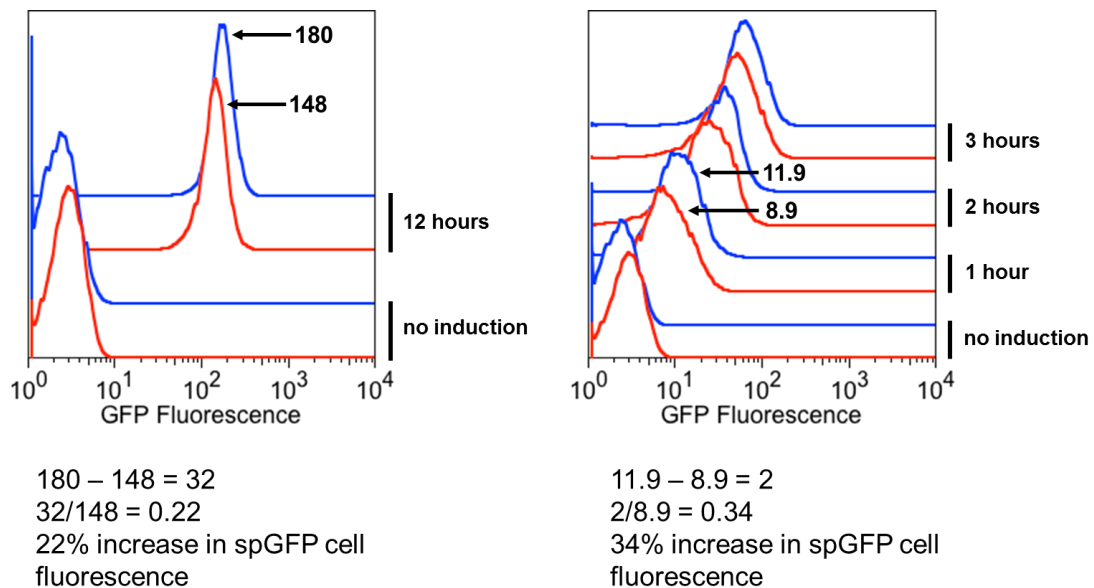 180
148
12 hours
no induction
10^0 10^1 10^2 10^3 10^4
GFP Fluorescence
180 – 148 = 32
32/148 = 0.22
22% increase in spGFP cell
fluorescence
3 hours
11.9
2 hours
8.9
1 hour
no induction
10^0 10^1 10^2 10^3 10^4
GFP Fluorescence
11.9 – 8.9 = 2
2/8.9 = 0.34
34% increase in spGFP cell
fluorescence